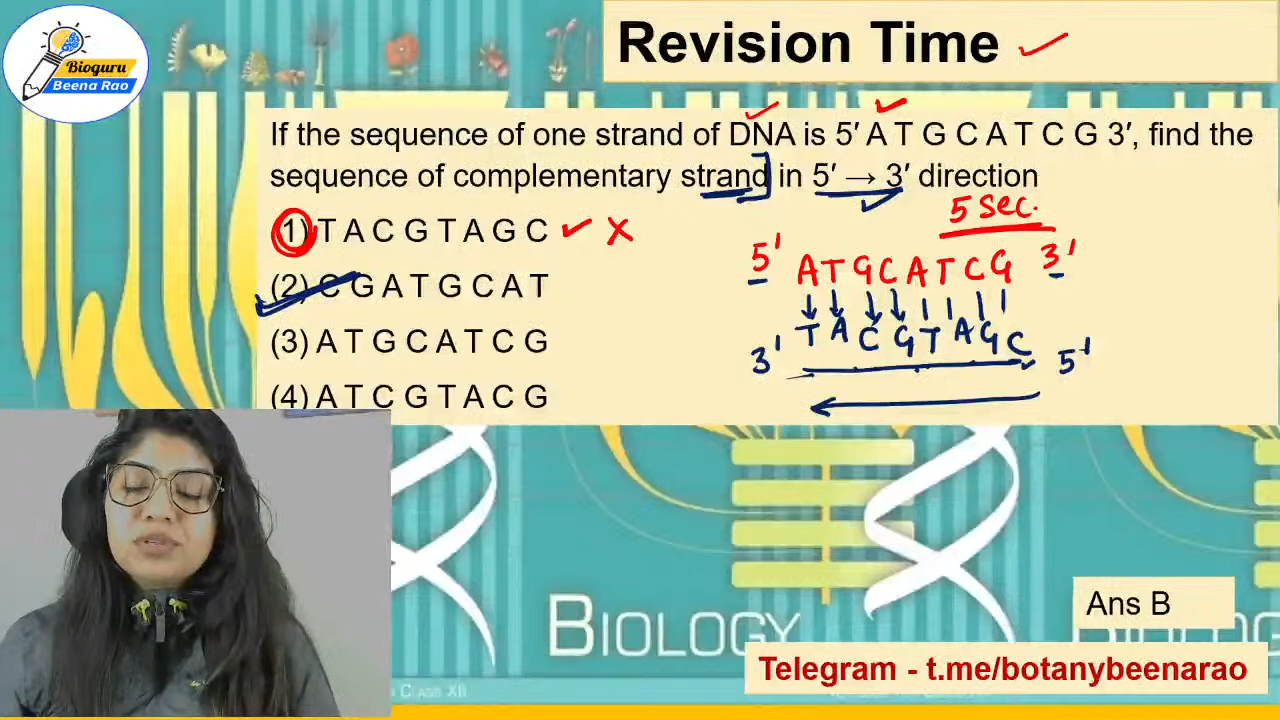 Bioguru
Beena Rao
Revision Time
If the sequence of one strand of DNA is 5′ A T G C A T C G 3′, find the
sequence of complementary strand in 5′ → 3′ direction
(1) T A C G T A G C
(2) C G A T G C A T
(3) A T G C A T C G
(4) A T C G T A C G
5 Sec.
5' A T G C A T C G 3'
3' T A C G T A G C 5'
Ans B
BIOLOGY
Telegram - t.me/botanybeenarao